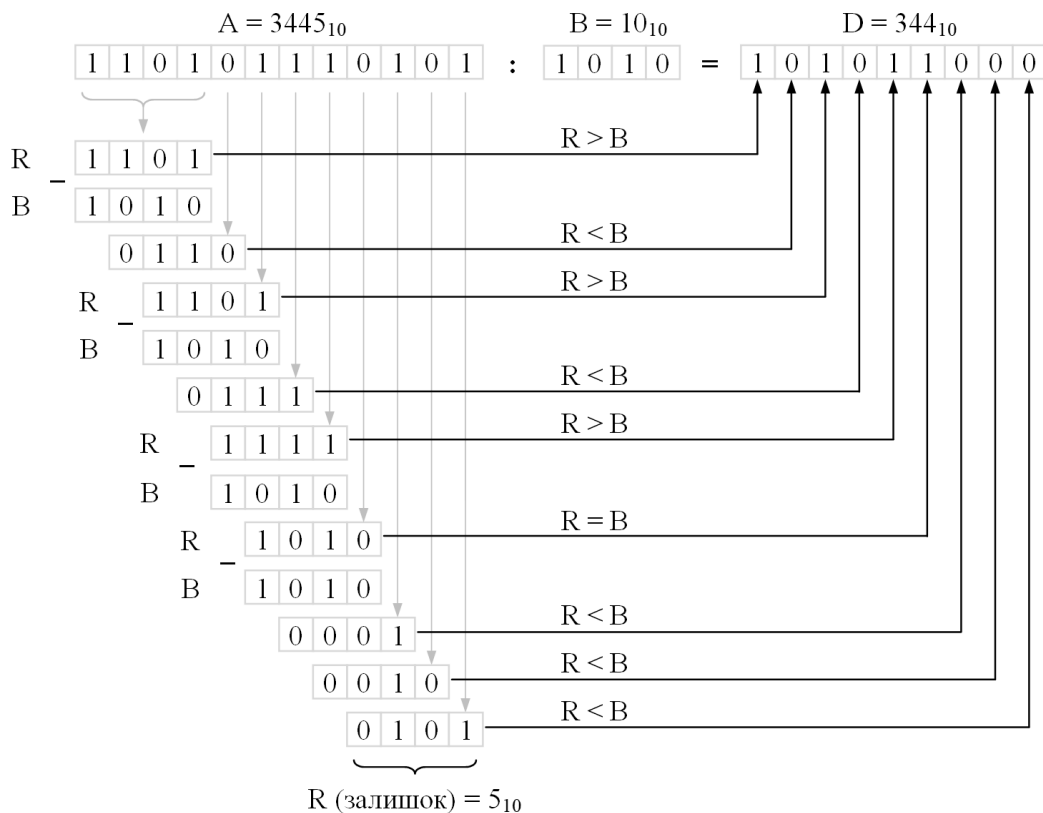 A = 3445₁₀ B = 10₁₀ D = 344₁₀
1 1 0 1 0 1 1 1 0 1 0 1 : 1 0 1 0 = 1 0 1 0 1 1 0 0 0
R > B
R 1 1 0 1
–
B 1 0 1 0
R < B
0 1 1 0
R > B
R 1 1 0 1
–
B 1 0 1 0
R < B
0 1 1 1
R > B
R 1 1 1 1
–
B 1 0 1 0
R = B
R 1 0 1 0
–
B 1 0 1 0
R < B
0 0 0 1
R < B
0 0 1 0
R < B
0 1 0 1
R (залишок) = 5₁₀